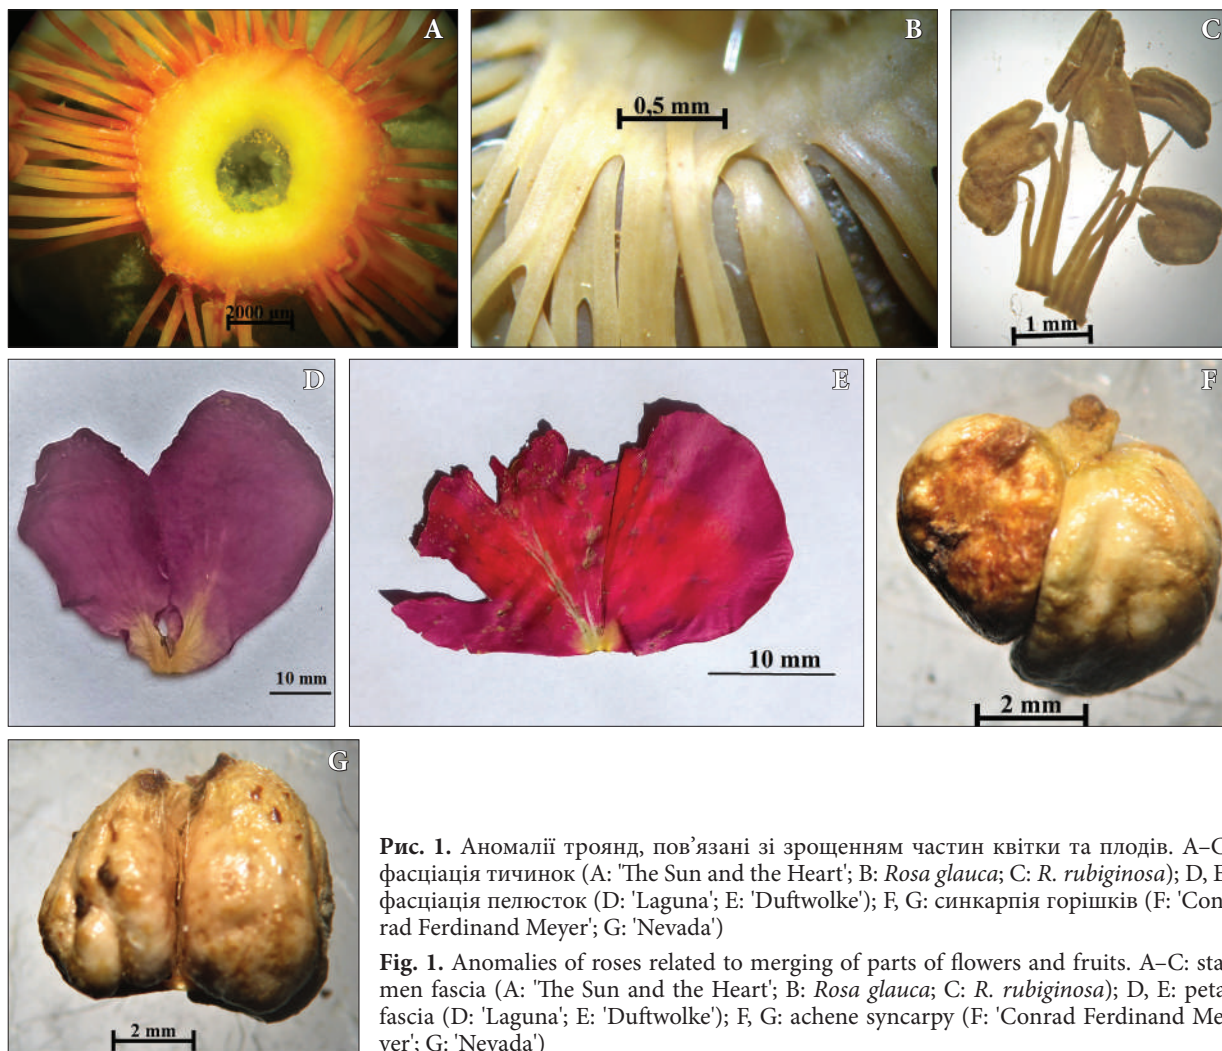 A
B
C
2000 µm
0,5 mm
1 mm
D
E
F
10 mm
10 mm
2 mm
G
2 mm
Рис. 1. Аномалії троянд, пов’язані зі зрощенням частин квітки та плодів. A–C
фасціація тичинок (A: 'The Sun and the Heart'; B: Rosa glauca; C: R. rubiginosa); D, E
фасціація пелюсток (D: 'Laguna'; E: 'Duftwolke'); F, G: синкарпія горішків (F: 'Con
rad Ferdinand Meyer'; G: 'Nevada')
Fig. 1. Anomalies of roses related to merging of parts of flowers and fruits. A–C: sta
men fascia (A: 'The Sun and the Heart'; B: Rosa glauca; C: R. rubiginosa); D, E: peta
fascia (D: 'Laguna'; E: 'Duftwolke'); F, G: achene syncarpy (F: 'Conrad Ferdinand Me
yer'; G: 'Nevada')